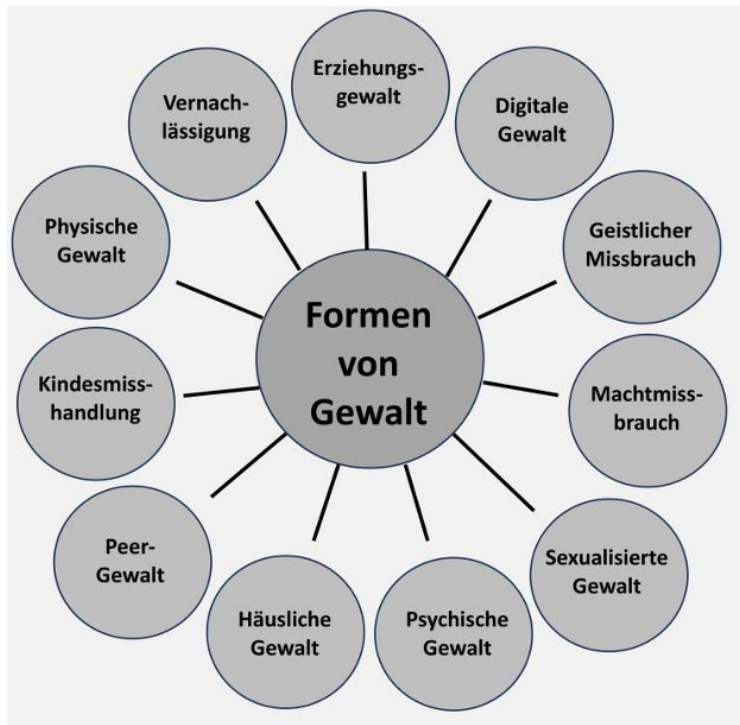 Formen
von
Gewalt
Erziehungs-
gewalt
Digitale
Gewalt
Geistlicher
Missbrauch
Machtmiss-
brauch
Sexualisierte
Gewalt
Psychische
Gewalt
Häusliche
Gewalt
Peer-
Gewalt
Kindesmiss-
handlung
Physische
Gewalt
Vernach-
lässigung